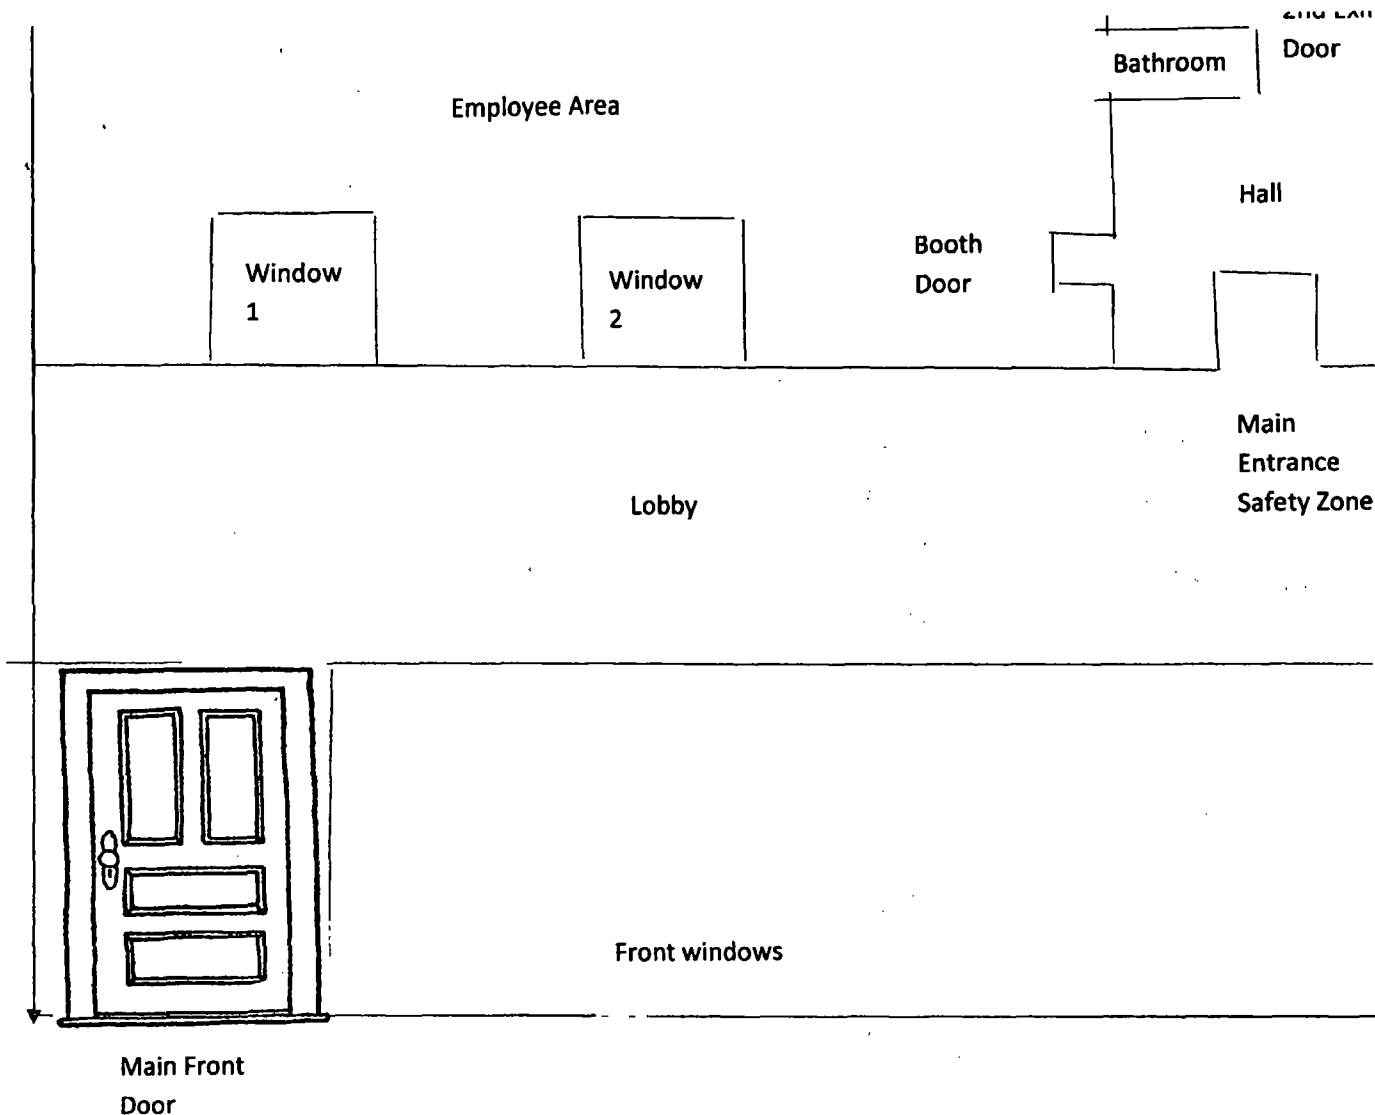 Door
Bathroom
Employee Area
Hall
Booth
Door
Window
1
Window
2
Main
Entrance
Safety Zone
Lobby
Front windows
Main Front
Door